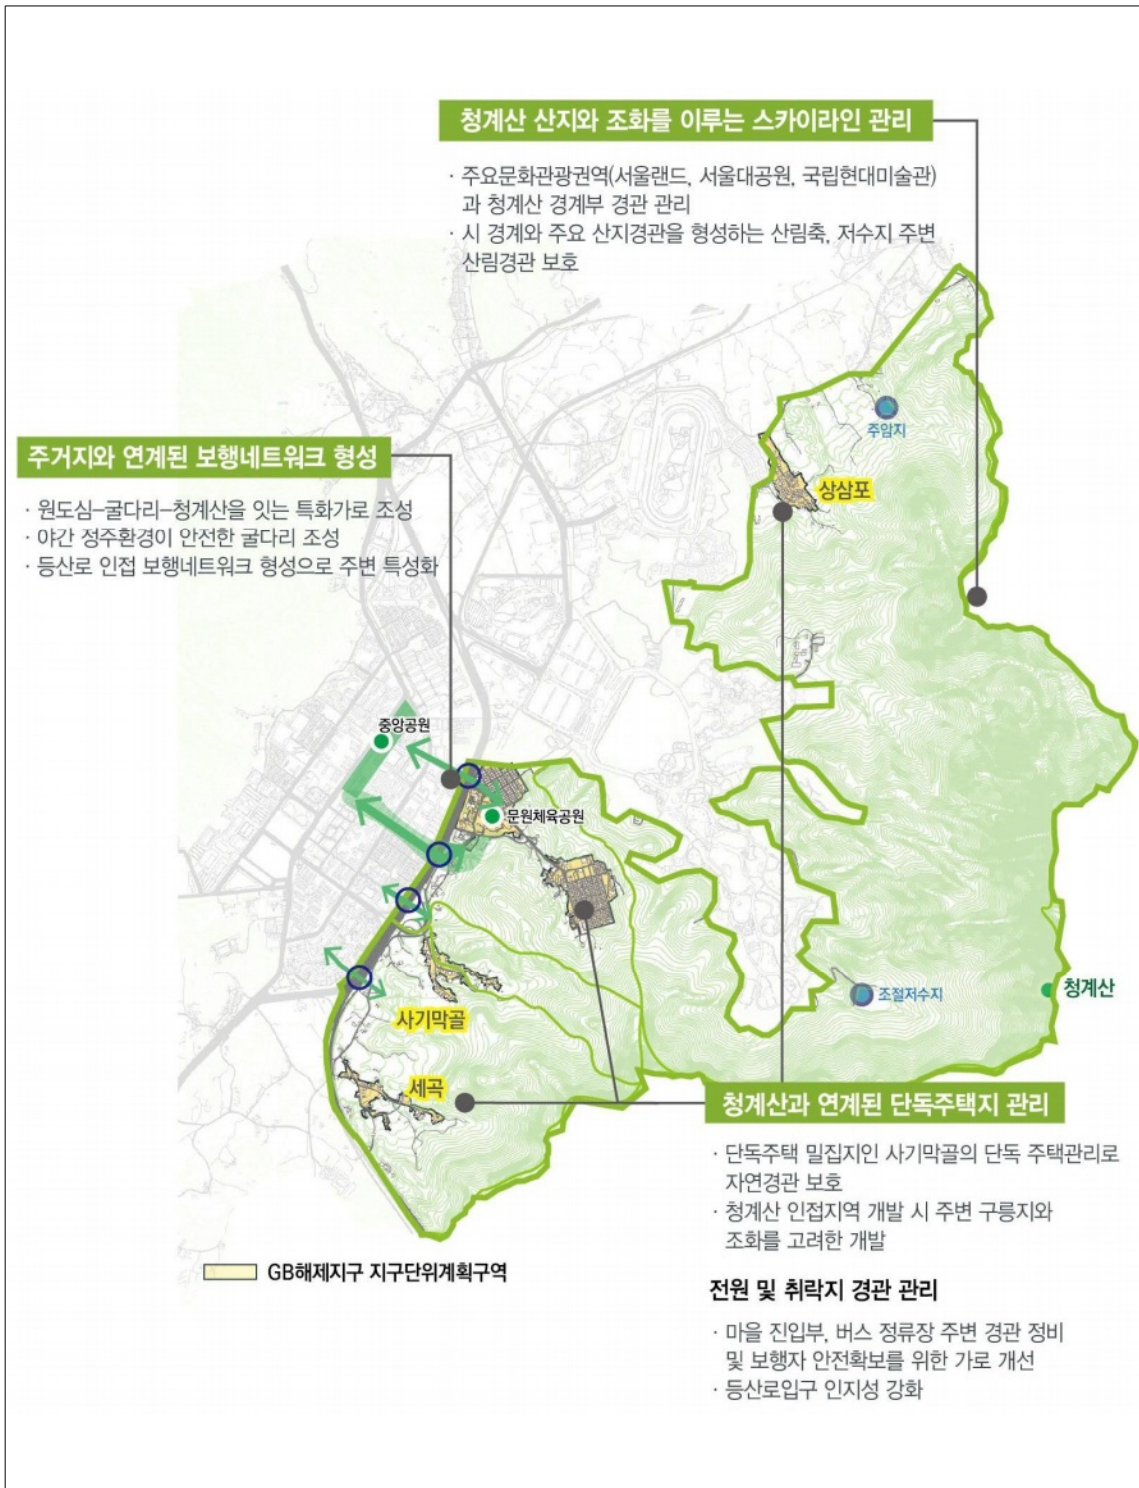 청계산 산지와 조화를 이루는 스카이라인 관리
· 주요문화관광권역(서울랜드, 서울대공원, 국립현대미술관)
과 청계산 경계부 경관 관리
· 시 경계와 주요 산지경관을 형성하는 산림축, 저수지 주변
산림경관 보호
주암지
상삼포
주거지와 연계된 보행네트워크 형성
· 원도심-굴다리-청계산을 잇는 특화가로 조성
· 야간 정주환경이 안전한 굴다리 조성
· 등산로 인접 보행네트워크 형성으로 주변 특성화
중앙공원
문원체육공원
조절저수지
청계산
사기막골
세곡
청계산과 연계된 단독주택지 관리
· 단독주택 밀집지인 사기막골의 단독 주택관리로
자연경관 보호
· 청계산 인접지역 개발 시 주변 구릉지와
조화를 고려한 개발
GB해제지구 지구단위계획구역
전원 및 취락지 경관 관리
· 마을 진입부, 버스 정류장 주변 경관 정비
및 보행자 안전확보를 위한 가로 개선
· 등산로입구 인지성 강화